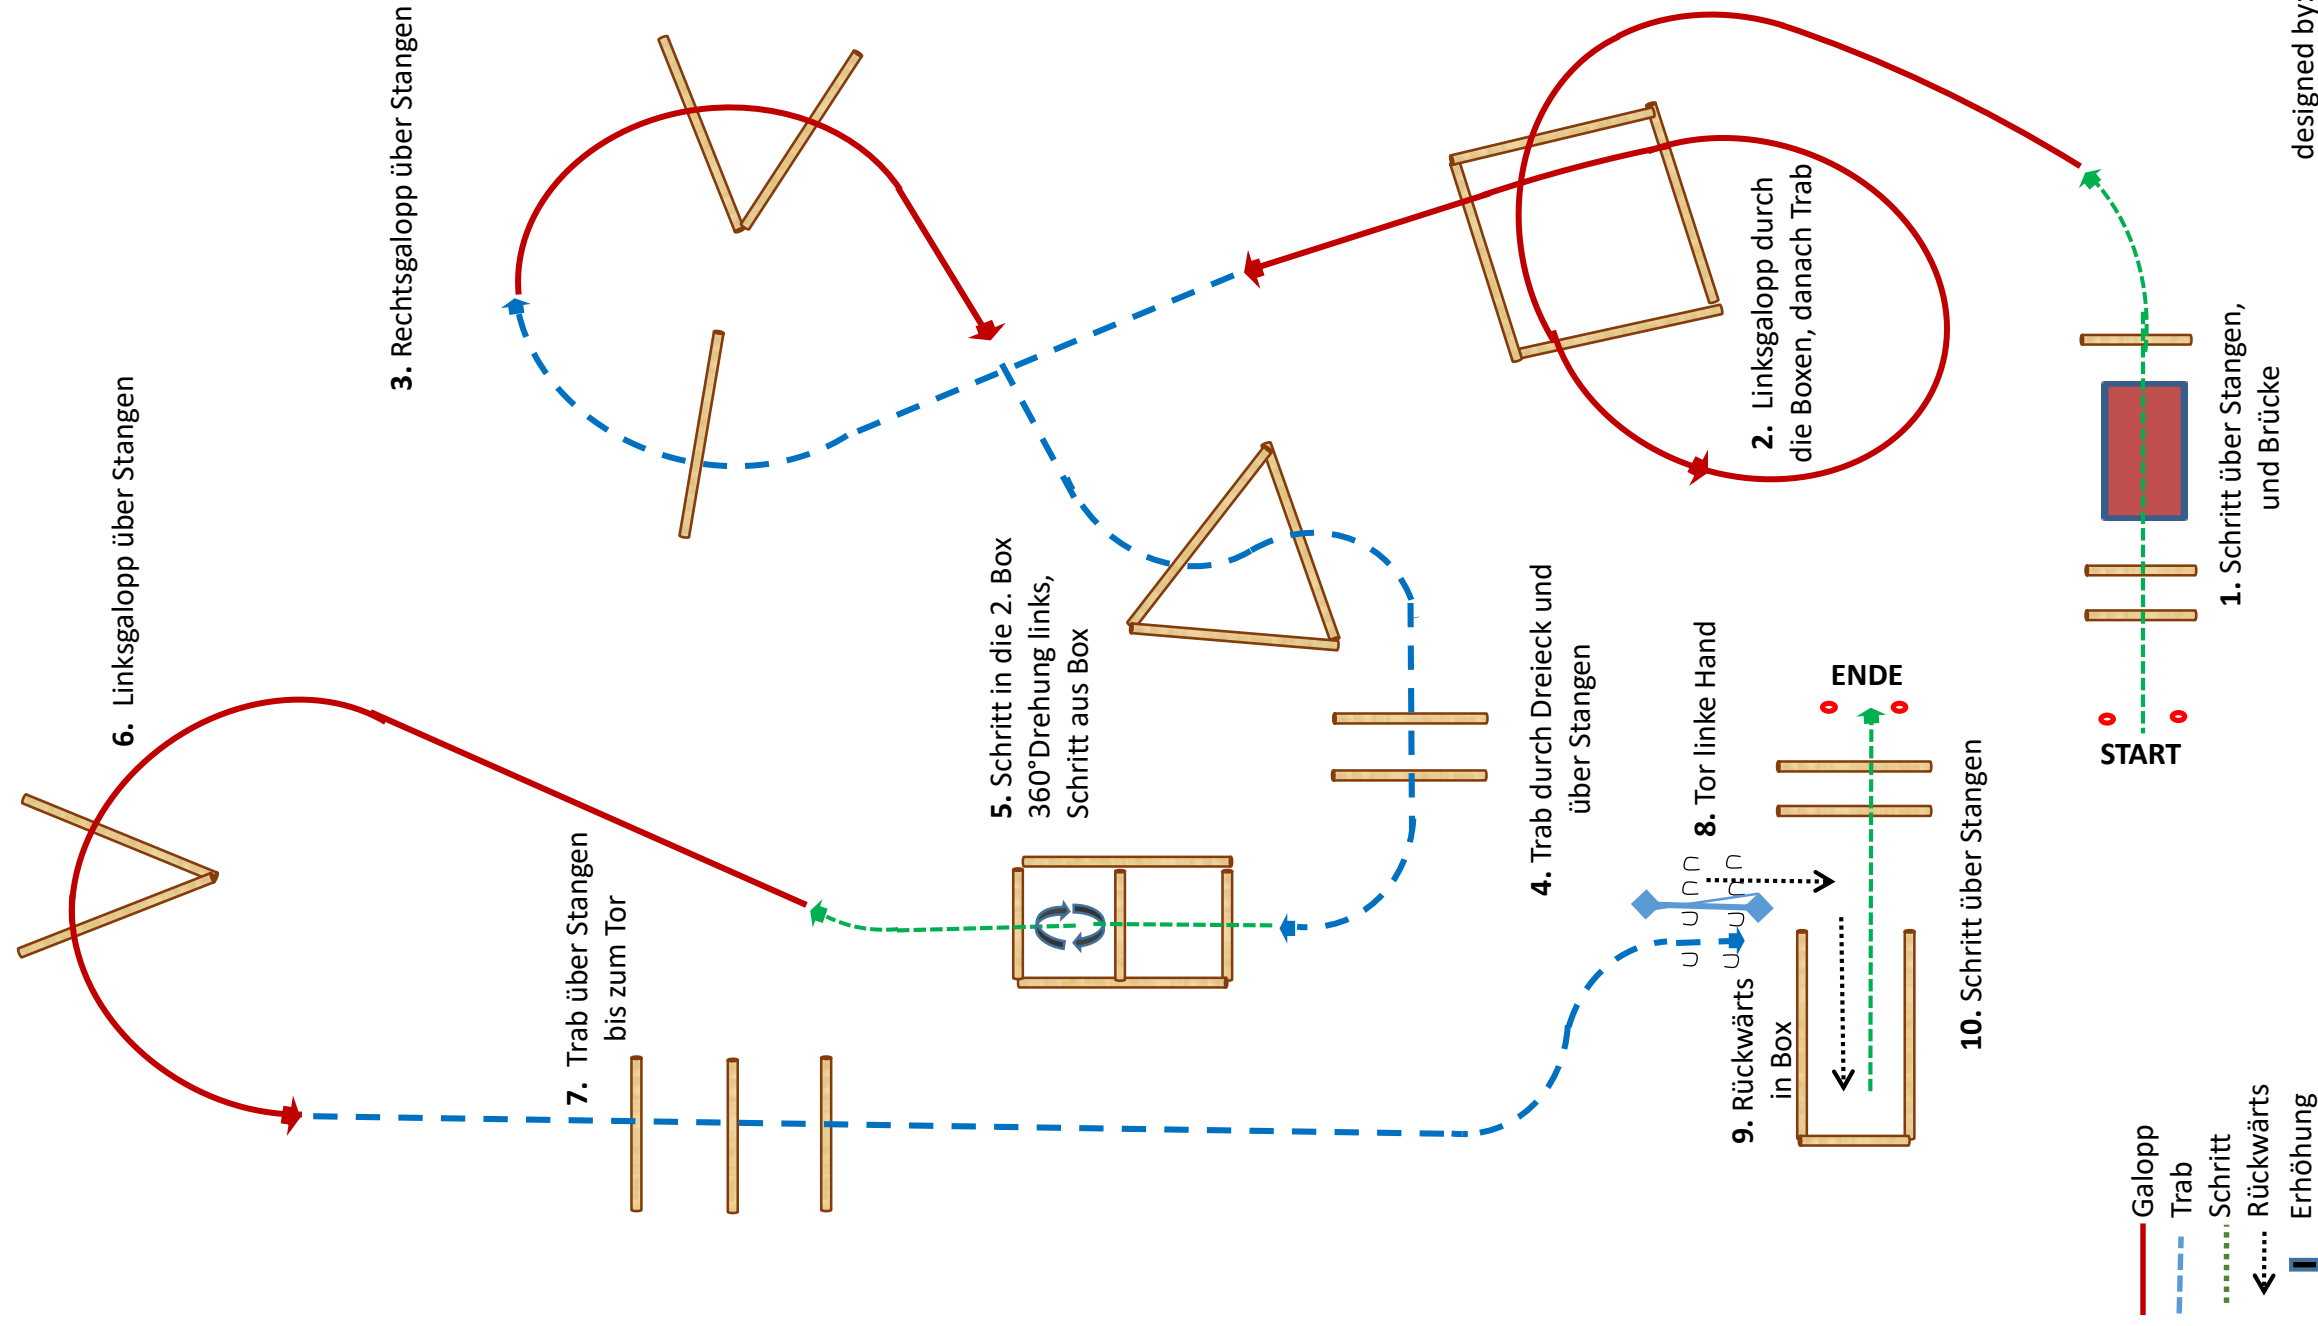 1. Schritt über Stangen,
und Brücke
2. Linksgalopp durch
die Boxen, danach Trab
3. Rechtsgalopp über Stangen
4. Trab durch Dreieck und
über Stangen
5. Schritt in die 2. Box
360°Drehung links,
Schritt aus Box
6. Linksgalopp über Stangen
7. Trab über Stangen
bis zum Tor
8. Tor linke Hand
9. Rückwärts
in Box
10. Schritt über Stangen
START
ENDE
Galopp
Trab
Schritt
Rückwärts
Erhöhung
designed by: